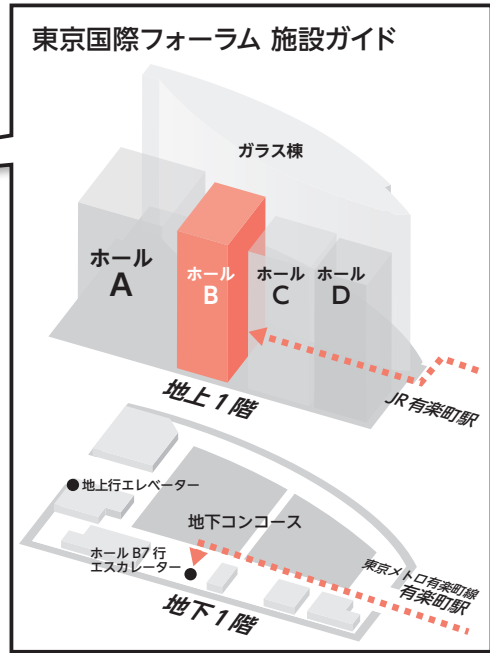 東京国際フォーラム 施設ガイド
ガラス棟
ホール
A
ホール
B
ホール
C
ホール
D
地上1階
JR有楽町駅
地上行エレベーター
地下コンコース
ホールB7行
エスカレーター
東京メトロ有楽町線
有楽町駅
地下1階